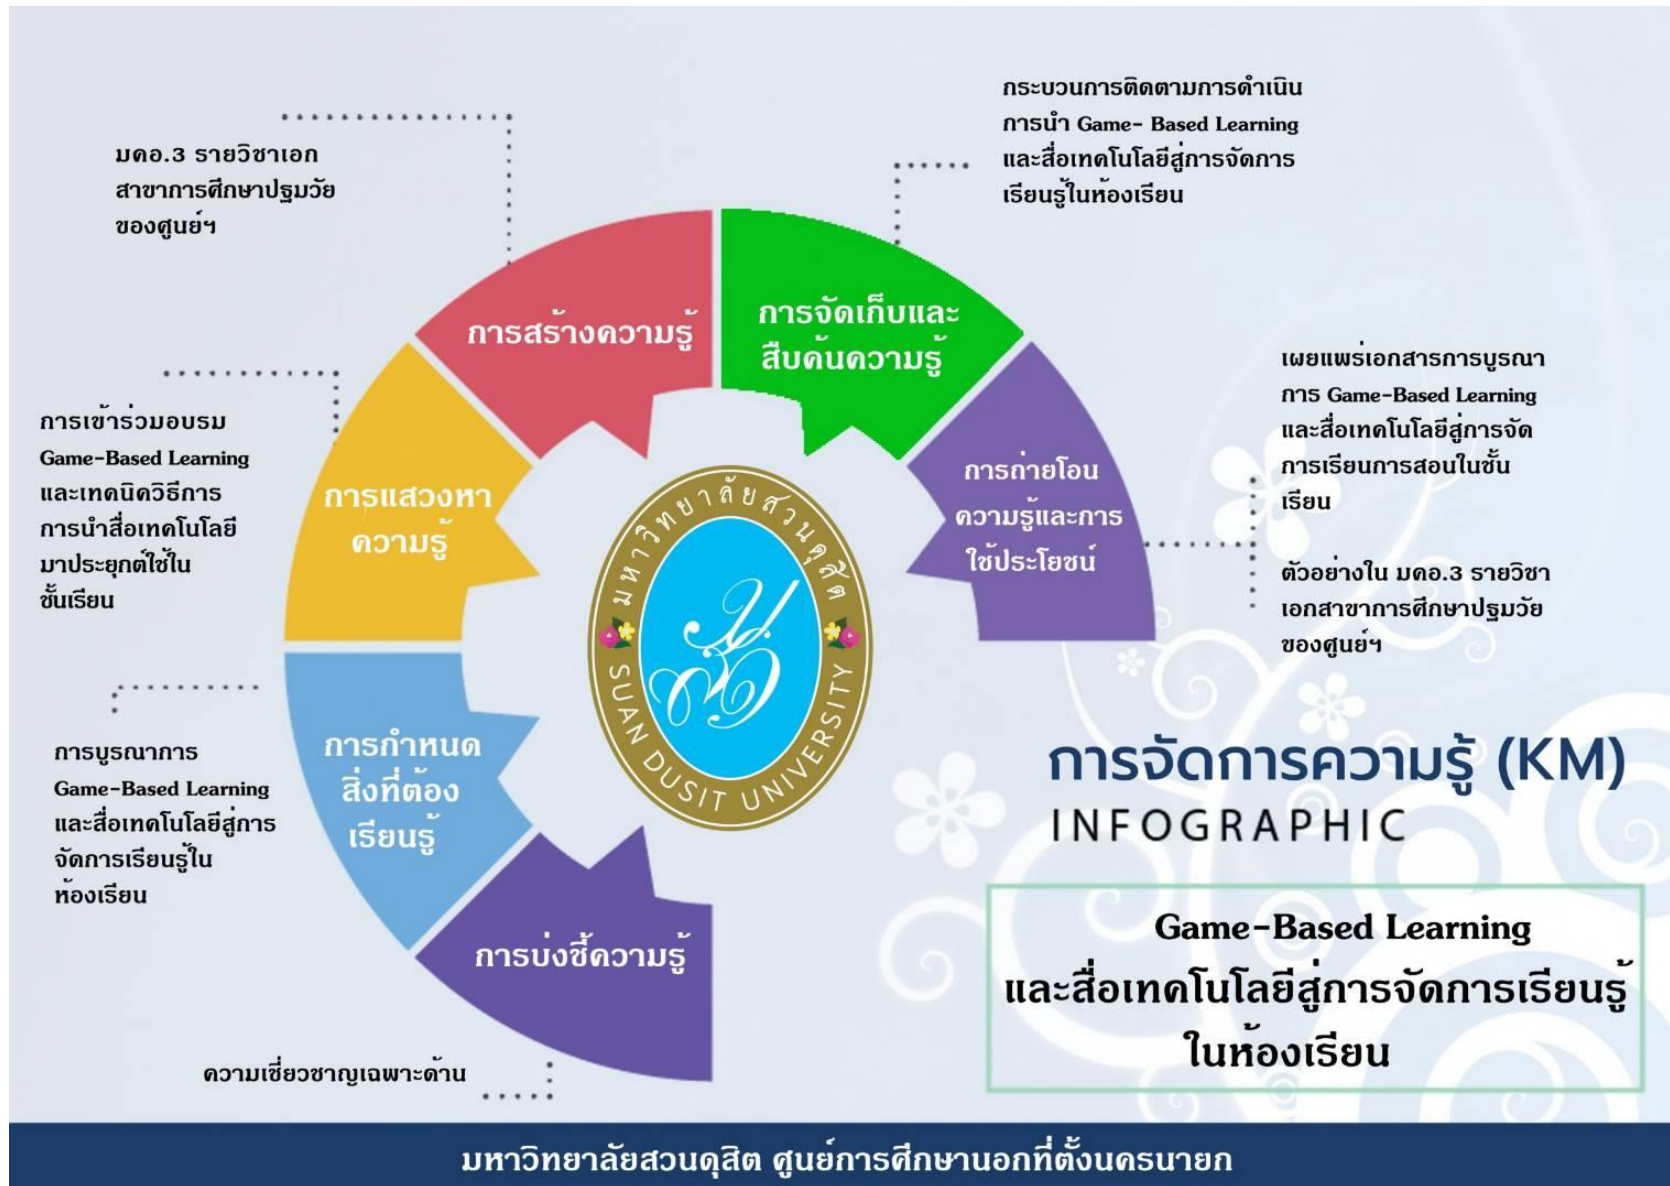 กระบวนการติดตามการดำเนิน
การนำ Game- Based Learning
และสื่อเทคโนโลยีสู่การจัดการ
เรียนรู้ในห้องเรียน
มคอ.3 รายวิชาเอก
สาขาการศึกษาปฐมวัย
ของศูนย์ฯ
การสร้างความรู้
การจัดเก็บและ
สืบค้นความรู้
เผยแพร่เอกสารการบูรณา
การ Game-Based Learning
และสื่อเทคโนโลยีสู่การจัด
การเรียนการสอนในชั้น
เรียน
การเข้าร่วมอบรม
Game-Based Learning
และเทคนิควิธีการ
การนำสื่อเทคโนโลยี
มาประยุกต์ใช้ใน
ชั้นเรียน
การแสวงหา
ความรู้
การถ่ายโอน
ความรู้และการ
ใช้ประโยชน์
ตัวอย่างใน มคอ.3 รายวิชา
เอกสาขาการศึกษาปฐมวัย
ของศูนย์ฯ
มหาวิทยาลัยสวนดุสิต
SUAN DUSIT UNIVERSITY
การบูรณาการ
Game-Based Learning
และสื่อเทคโนโลยีสู่การ
จัดการเรียนรู้ใน
ห้องเรียน
การกำหนด
สิ่งที่ต้อง
เรียนรู้
การจัดการความรู้ (KM)
INFOGRAPHIC
การบ่งชี้ความรู้
ความเชี่ยวชาญเฉพาะด้าน
Game-Based Learning
และสื่อเทคโนโลยีสู่การจัดการเรียนรู้
ในห้องเรียน
มหาวิทยาลัยสวนดุสิต ศูนย์การศึกษานอกที่ตั้งนครนายก